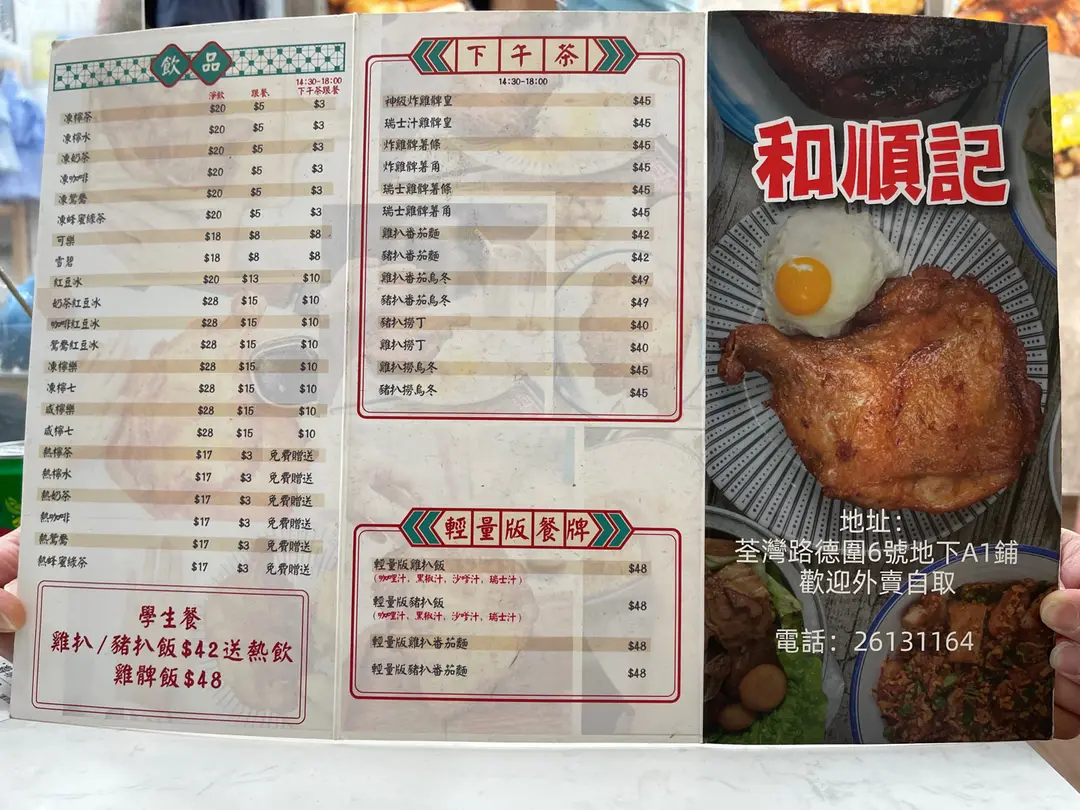 飲品
淨飲 跟餐 14:30-18:00 下午茶跟餐
凍檸茶 $20 $5 $3
凍檸水 $20 $5 $3
凍奶茶 $20 $5 $3
凍咖啡 $20 $5 $3
凍鴛鴦 $20 $5 $3
凍蜂蜜綠茶 $20 $5 $3
可樂 $18 $8 $8
雪碧 $18 $8 $8
紅豆冰 $20 $13 $10
奶茶紅豆冰 $28 $15 $10
咖啡紅豆冰 $28 $15 $10
鴛鴦紅豆冰 $28 $15 $10
凍檸樂 $28 $15 $10
凍檸七 $28 $15 $10
咸檸樂 $28 $15 $10
咸檸七 $28 $15 $10
熱檸茶 $17 $3 免費贈送
熱檸水 $17 $3 免費贈送
熱奶茶 $17 $3 免費贈送
熱咖啡 $17 $3 免費贈送
熱鴛鴦 $17 $3 免費贈送
熱蜂蜜綠茶 $17 $3 免費贈送
學生餐
雞扒/豬扒飯$42送熱飲
雞髀飯$48
下午茶
14:30-18:00
神級炸雞髀皇 $45
瑞士汁雞髀皇 $45
炸雞髀薯條 $45
炸雞髀薯角 $45
瑞士雞髀薯條 $45
瑞士雞髀薯角 $45
雞扒番茄麵 $42
豬扒番茄麵 $42
雞扒番茄烏冬 $49
豬扒番茄烏冬 $49
豬扒撈丁 $40
雞扒撈丁 $40
雞扒撈烏冬 $45
豬扒撈烏冬 $45
輕量版餐牌
輕量版雞扒飯 $48
(咖喱汁, 黑椒汁, 沙嗲汁, 瑞士汁)
輕量版豬扒飯 $48
(咖喱汁, 黑椒汁, 沙嗲汁, 瑞士汁)
輕量版雞扒番茄麵 $48
輕量版豬扒番茄麵 $48
和順記
地址：
荃灣路德圍6號地下A1鋪
歡迎外賣自取
電話：26131164